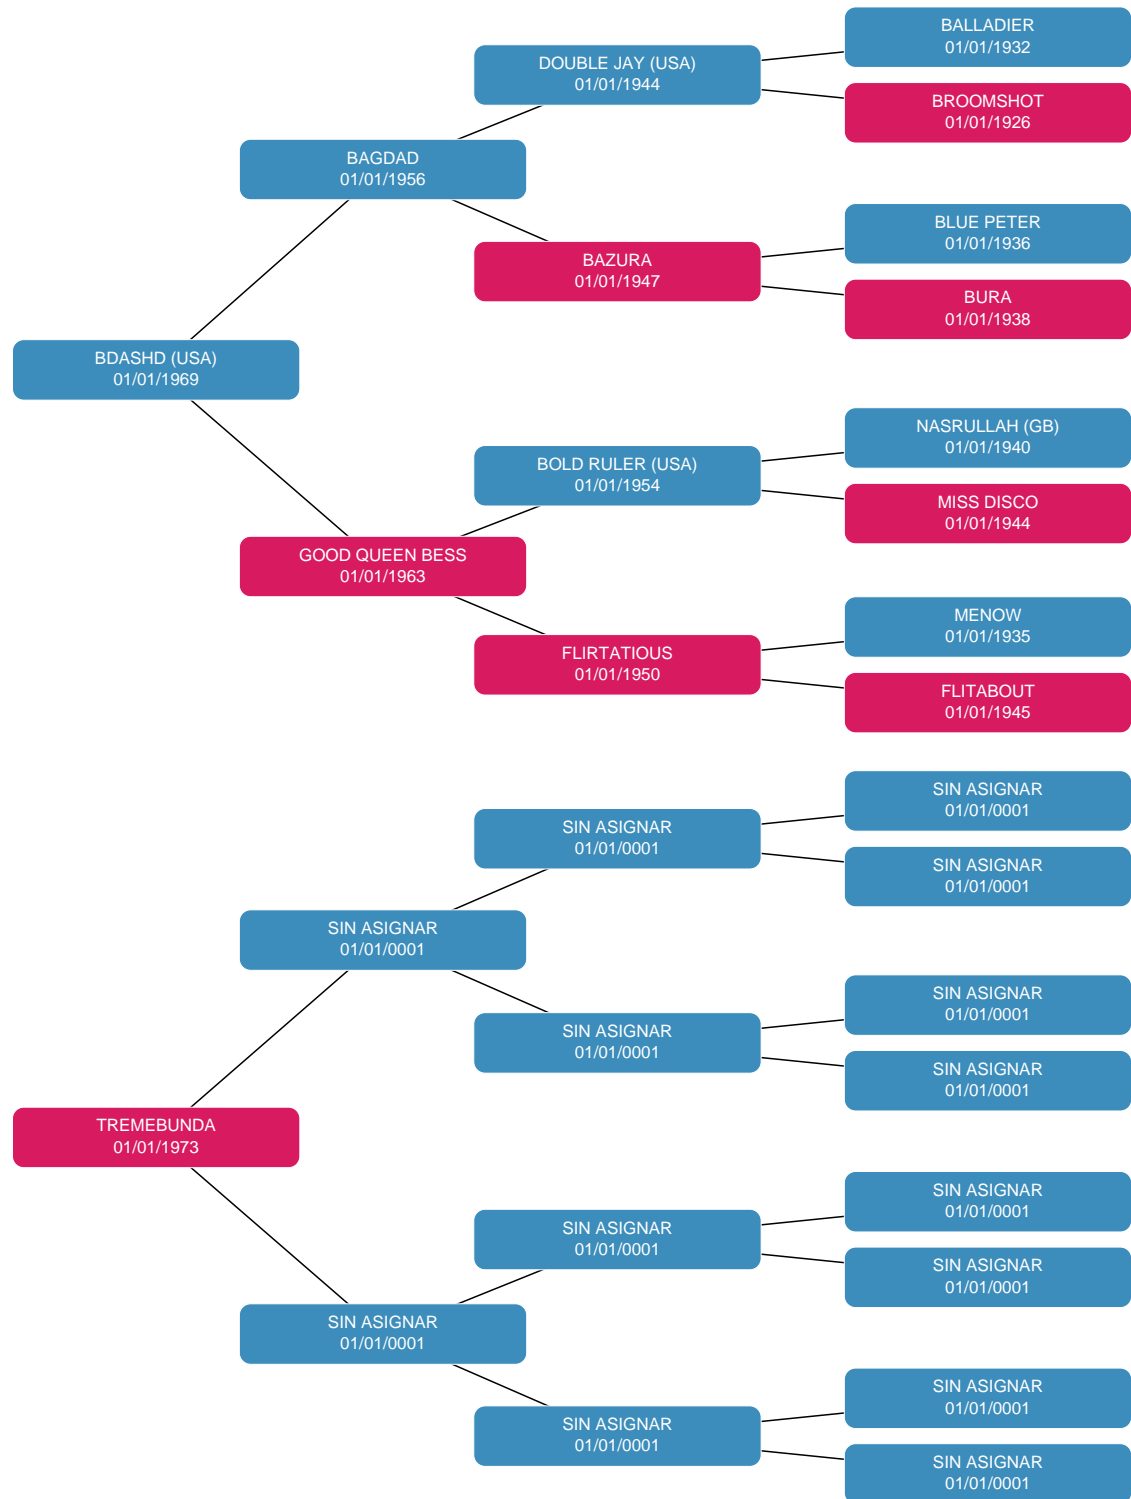 BALLADIER
01/01/1932
DOUBLE JAY (USA)
01/01/1944
BROOMSHOT
01/01/1926
BAGDAD
01/01/1956
BLUE PETER
01/01/1936
BAZURA
01/01/1947
BURA
01/01/1938
BDASHD (USA)
01/01/1969
NASRULLAH (GB)
01/01/1940
BOLD RULER (USA)
01/01/1954
MISS DISCO
01/01/1944
GOOD QUEEN BESS
01/01/1963
MENOW
01/01/1935
FLIRTATIOUS
01/01/1950
FLITABOUT
01/01/1945
SIN ASIGNAR
01/01/0001
SIN ASIGNAR
01/01/0001
SIN ASIGNAR
01/01/0001
SIN ASIGNAR
01/01/0001
SIN ASIGNAR
01/01/0001
SIN ASIGNAR
01/01/0001
SIN ASIGNAR
01/01/0001
TREMEBUNDA
01/01/1973
SIN ASIGNAR
01/01/0001
SIN ASIGNAR
01/01/0001
SIN ASIGNAR
01/01/0001
SIN ASIGNAR
01/01/0001
SIN ASIGNAR
01/01/0001
SIN ASIGNAR
01/01/0001
SIN ASIGNAR
01/01/0001